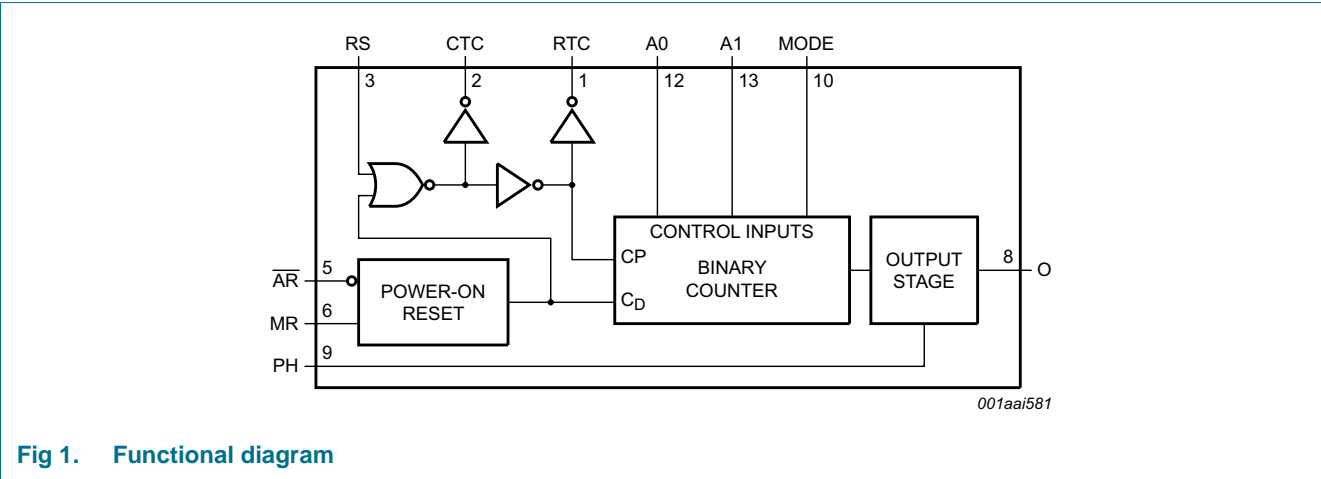 RS CTC RTC A0 A1 MODE
3 2 1 12 13 10
CONTROL INPUTS
CP
BINARY
COUNTER
C_D
OUTPUT
STAGE
8 O
A̅R̅ 5
POWER-ON
RESET
MR 6
PH 9
001aai581
Fig 1. Functional diagram